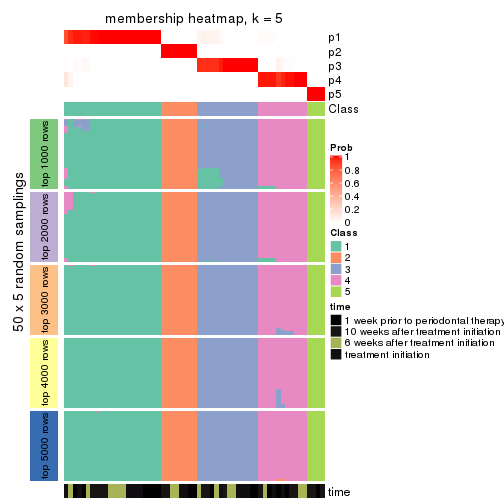 membership heatmap, k = 5
p1
p2
p3
p4
p5
Class
50 x 5 random samplings
top 1000 rows
top 2000 rows
top 3000 rows
top 4000 rows
top 5000 rows
Prob
1
0.8
0.6
0.4
0.2
0
Class
1
2
3
4
5
time
1 week prior to periodontal therapy
10 weeks after treatment initiation
6 weeks after treatment initiation
treatment initiation
time